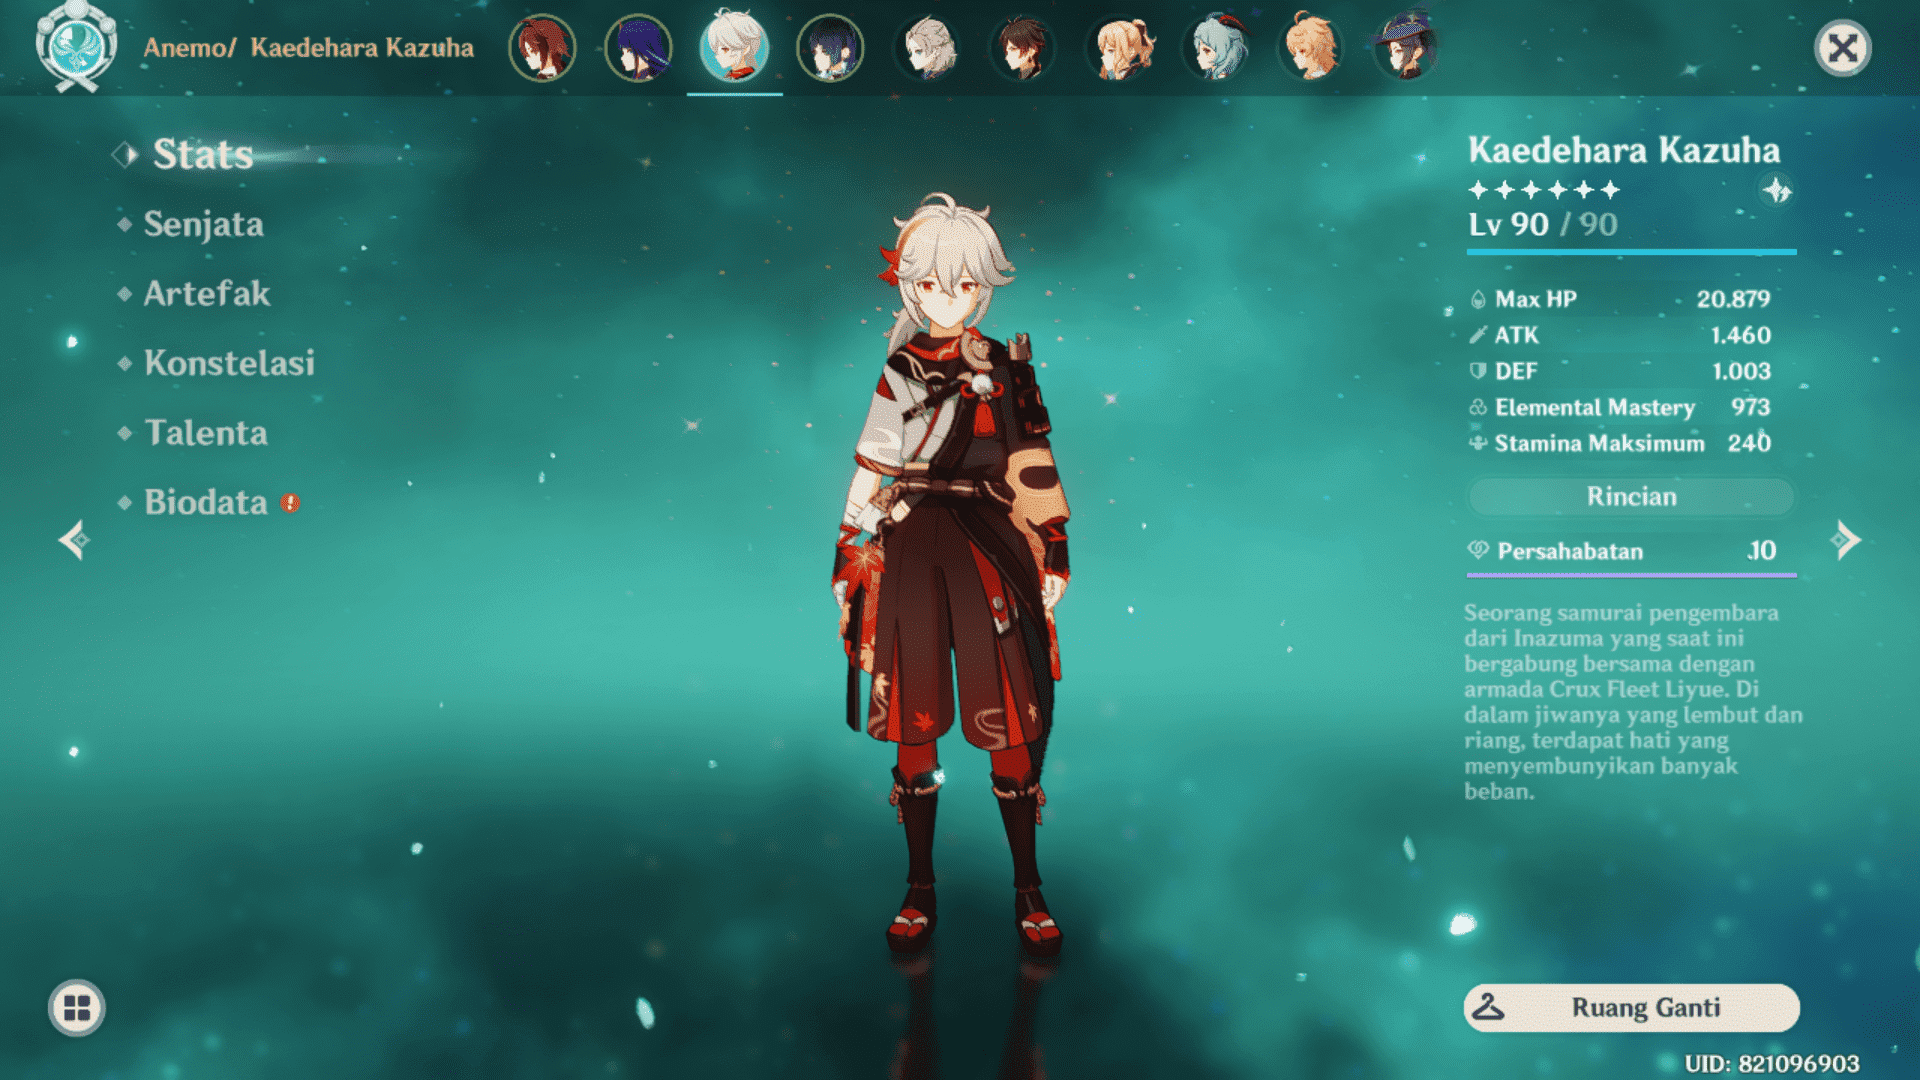 Anemo/ Kaedehara Kazuha
Stats
Senjata
Artefak
Konstelasi
Talenta
Biodata
Kaedehara Kazuha
Lv 90 / 90
Max HP 20.879
ATK 1.460
DEF 1.003
Elemental Mastery 973
Stamina Maksimum 240
Rincian
Persahabatan 10
Seorang samurai pengembara
dari Inazuma yang saat ini
bergabung bersama dengan
armada Crux Fleet Liyue. Di
dalam jiwanya yang lembut dan
riang, terdapat hati yang
menyembunyikan banyak
beban.
Ruang Ganti
UID: 821096903